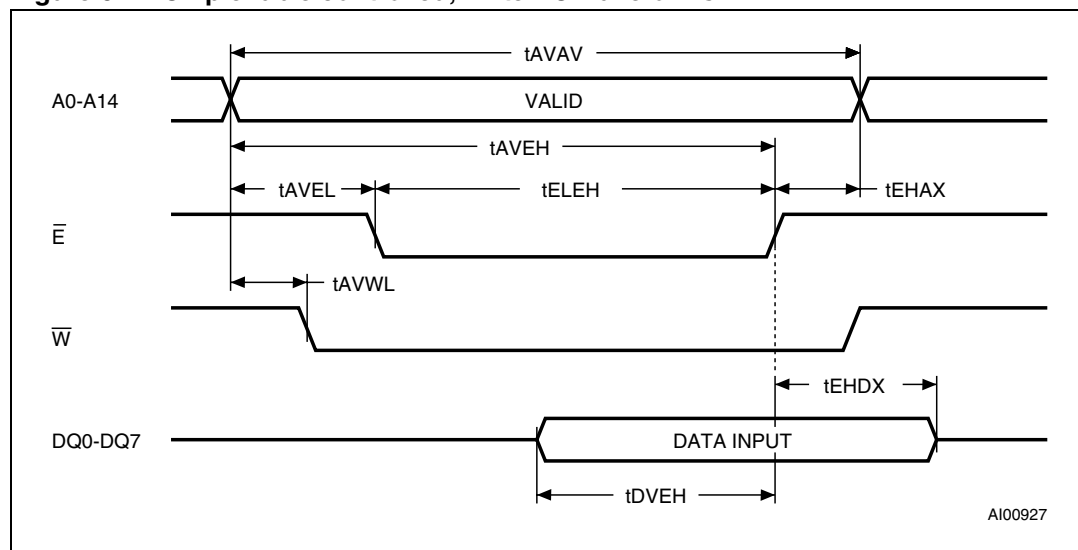 tAVAV
A0-A14
VALID
tAVEH
tAVEL
tELEH
tEHAX
E
tAVWL
W
tEHDX
DQ0-DQ7
DATA INPUT
tDVEH
AI00927